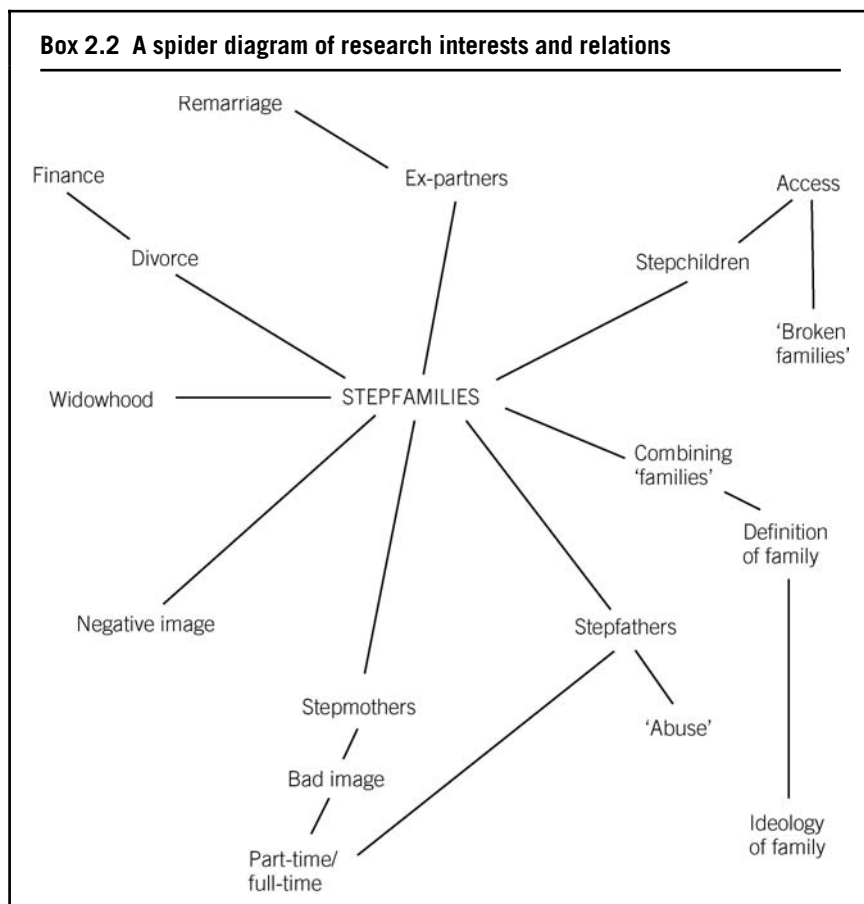 Box 2.2 A spider diagram of research interests and relations
Remarriage
Finance
Ex-partners
Access
Divorce
Stepchildren
'Broken
families'
Widowhood
STEPFAMILIES
Combining
'families'
Definition
of family
Negative image
Stepfathers
Stepmothers
'Abuse'
Bad image
Ideology
of family
Part-time/
full-time